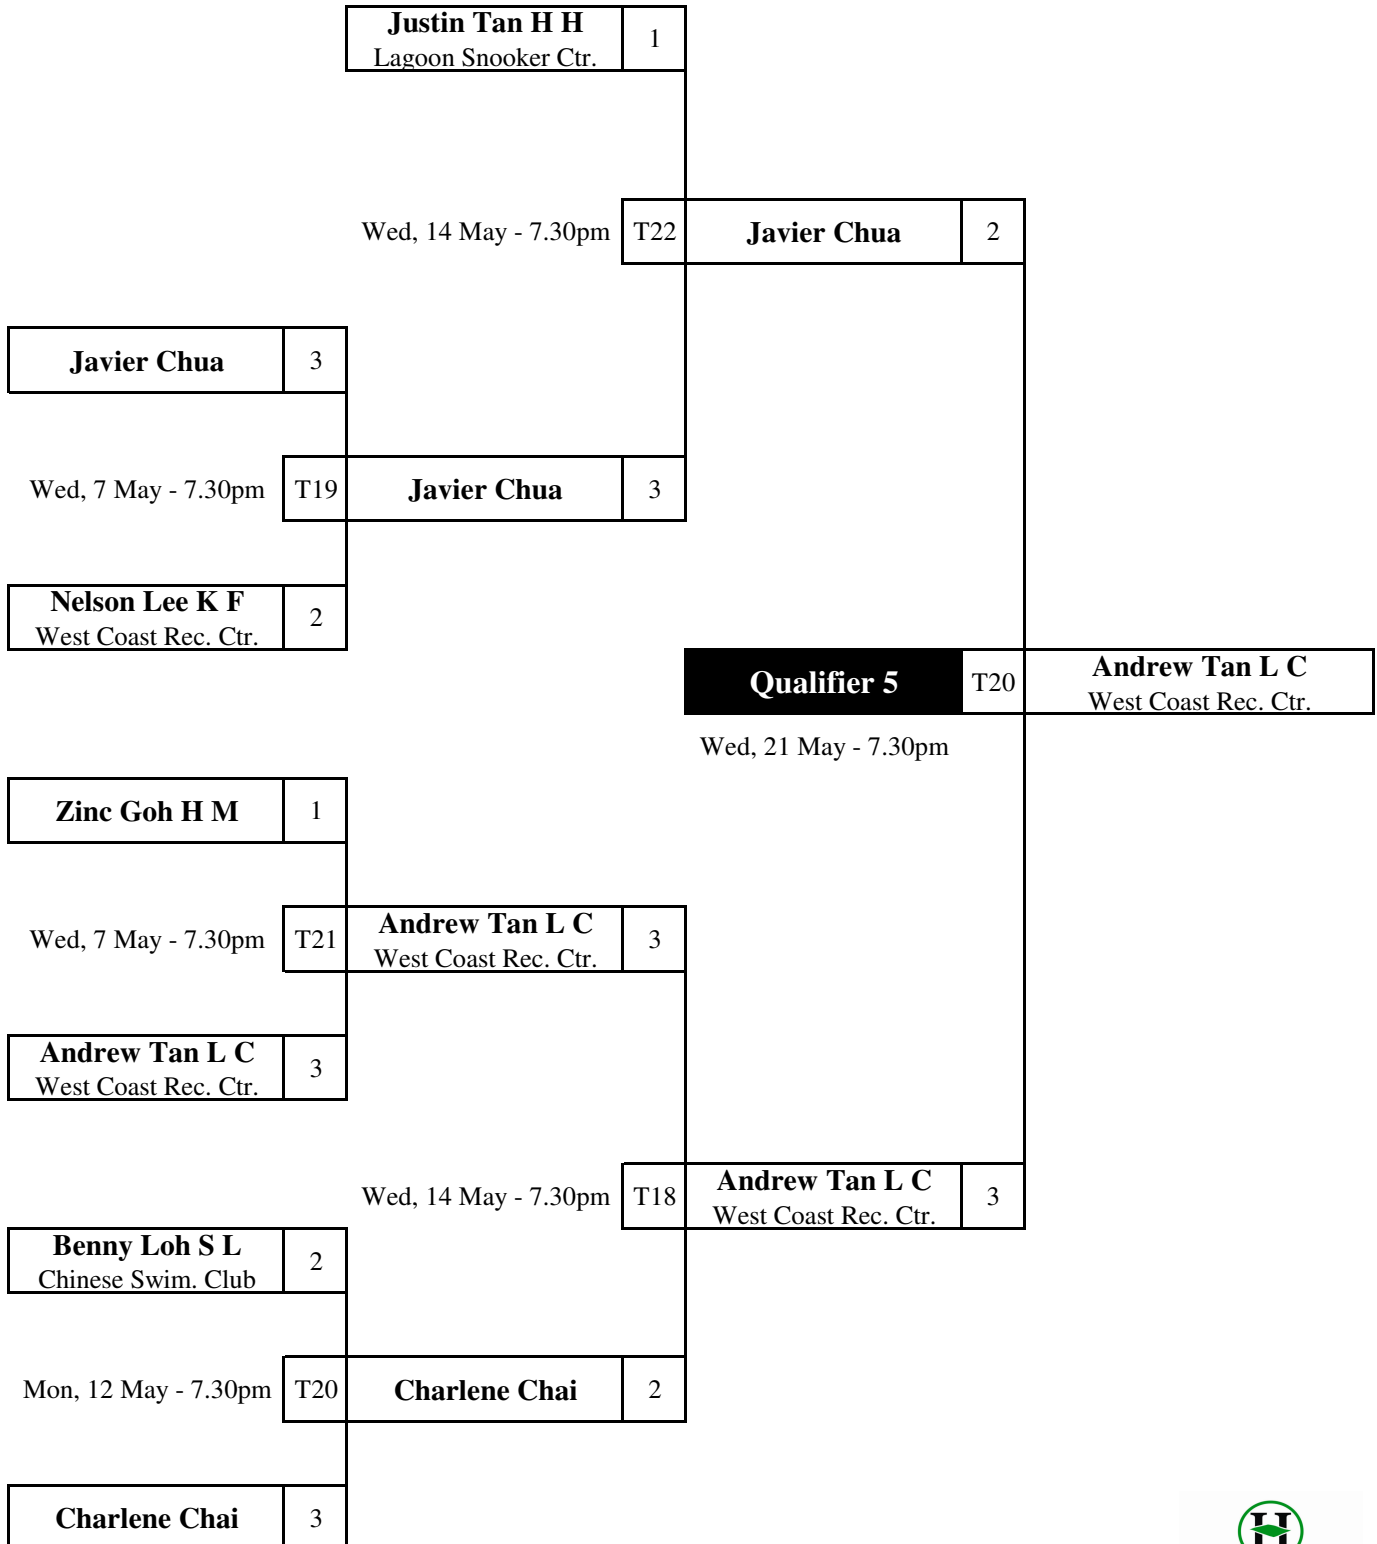 Justin Tan H H
Lagoon Snooker Ctr.
1
Wed, 14 May - 7.30pm
T22
Javier Chua
2
Javier Chua
3
Wed, 7 May - 7.30pm
T19
Javier Chua
3
Nelson Lee K F
West Coast Rec. Ctr.
2
Qualifier 5
T20
Andrew Tan L C
West Coast Rec. Ctr.
Wed, 21 May - 7.30pm
Zinc Goh H M
1
Wed, 7 May - 7.30pm
T21
Andrew Tan L C
West Coast Rec. Ctr.
3
Andrew Tan L C
West Coast Rec. Ctr.
3
Wed, 14 May - 7.30pm
T18
Andrew Tan L C
West Coast Rec. Ctr.
3
Benny Loh S L
Chinese Swim. Club
2
Mon, 12 May - 7.30pm
T20
Charlene Chai
2
Charlene Chai
3
H